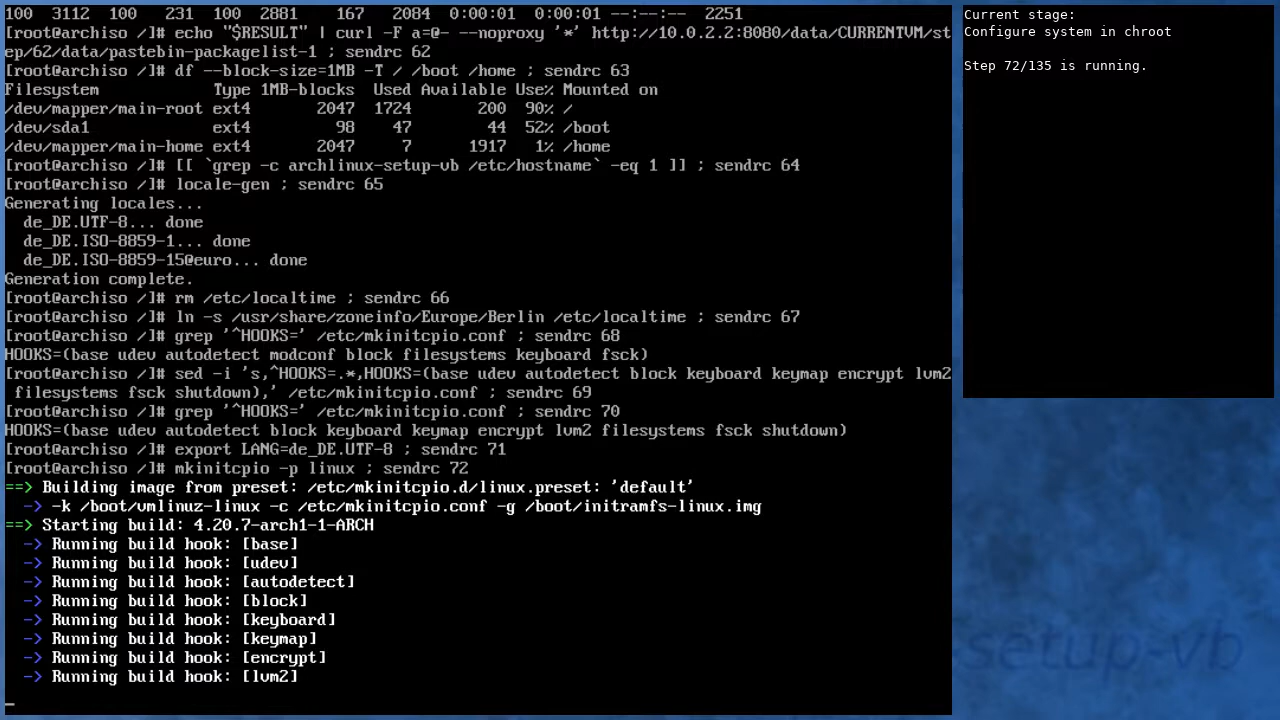 100  3112  100   231  100  2881    167   2084  0:00:01  0:00:01 --:--:--  2251
[root@archiso /]# echo "$RESULT" | curl -F a=@- --noproxy '*' http://10.0.2.2:8080/data/CURRENTVM/st
ep/62/data/pastebin-packagelist-1 ; sendrc 62
[root@archiso /]# df --block-size=1MB -T / /boot /home ; sendrc 63
Filesystem            Type 1MB-blocks  Used Available Use% Mounted on
/dev/mapper/main-root ext4       2047  1724       200  90% /
/dev/sda1             ext4         98    47        44  52% /boot
/dev/mapper/main-home ext4       2047     7      1917   1% /home
[root@archiso /]# [[ `grep -c archlinux-setup-vb /etc/hostname` -eq 1 ]] ; sendrc 64
[root@archiso /]# locale-gen ; sendrc 65
Generating locales...
  de_DE.UTF-8... done
  de_DE.ISO-8859-1... done
  de_DE.ISO-8859-15@euro... done
Generation complete.
[root@archiso /]# rm /etc/localtime ; sendrc 66
[root@archiso /]# ln -s /usr/share/zoneinfo/Europe/Berlin /etc/localtime ; sendrc 67
[root@archiso /]# grep '^HOOKS=' /etc/mkinitcpio.conf ; sendrc 68
HOOKS=(base udev autodetect modconf block filesystems keyboard fsck)
[root@archiso /]# sed -i 's,^HOOKS=.*,HOOKS=(base udev autodetect block keyboard keymap encrypt lvm2
 filesystems fsck shutdown),' /etc/mkinitcpio.conf ; sendrc 69
[root@archiso /]# grep '^HOOKS=' /etc/mkinitcpio.conf ; sendrc 70
HOOKS=(base udev autodetect block keyboard keymap encrypt lvm2 filesystems fsck shutdown)
[root@archiso /]# export LANG=de_DE.UTF-8 ; sendrc 71
[root@archiso /]# mkinitcpio -p linux ; sendrc 72
==> Building image from preset: /etc/mkinitcpio.d/linux.preset: 'default'
  -> -k /boot/vmlinuz-linux -c /etc/mkinitcpio.conf -g /boot/initramfs-linux.img
==> Starting build: 4.20.7-arch1-1-ARCH
  -> Running build hook: [base]
  -> Running build hook: [udev]
  -> Running build hook: [autodetect]
  -> Running build hook: [block]
  -> Running build hook: [keyboard]
  -> Running build hook: [keymap]
  -> Running build hook: [encrypt]
  -> Running build hook: [lvm2]
_
Current stage:
Configure system in chroot
Step 72/135 is running.
setup-vb